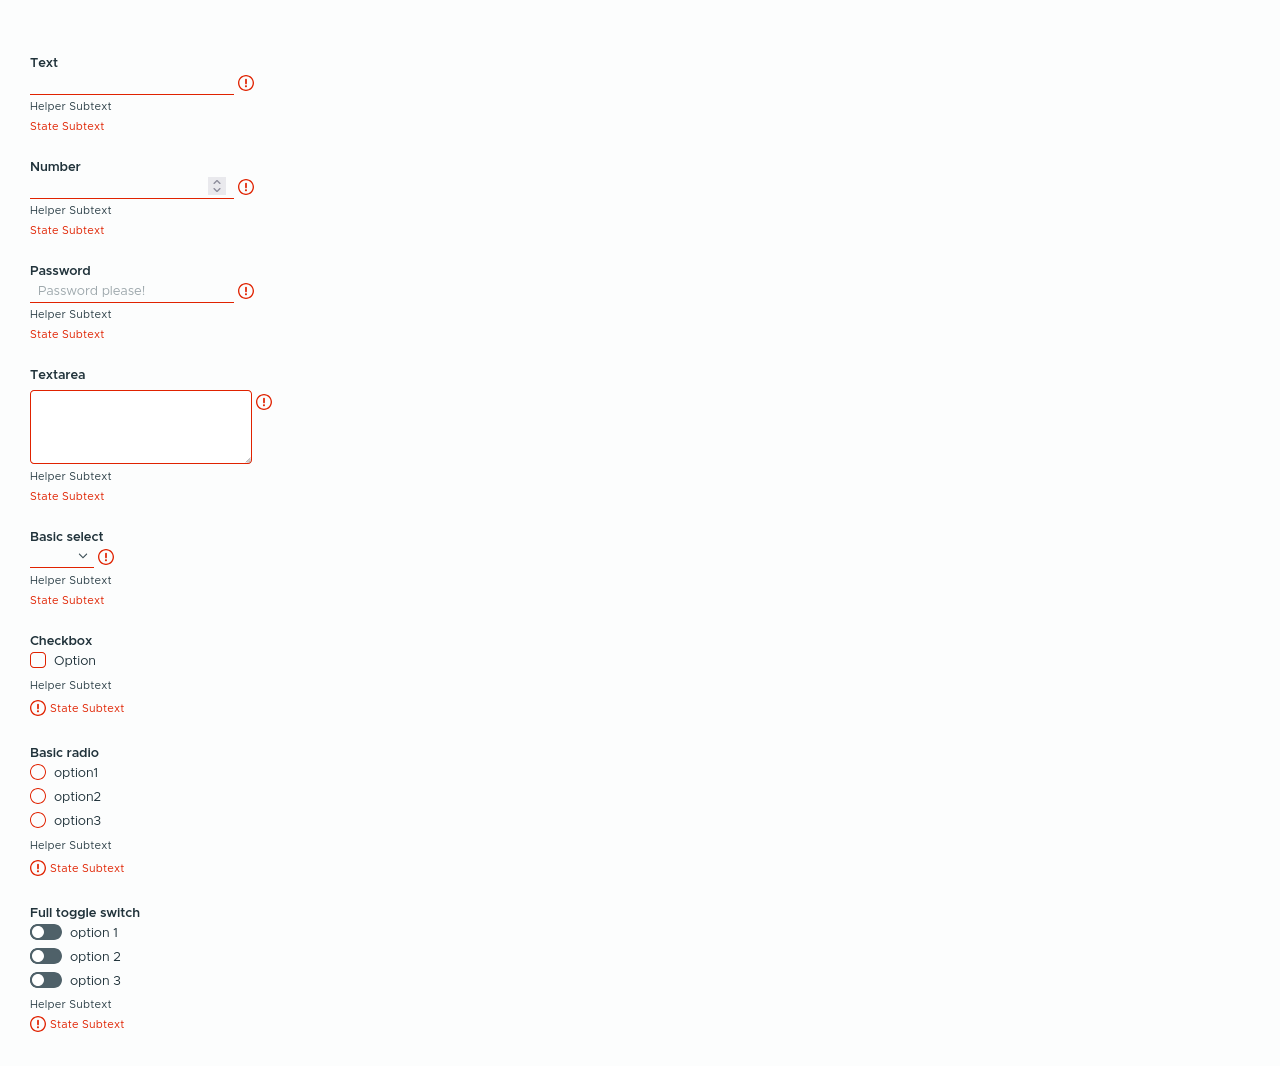 Text
Helper Subtext
State Subtext
Number
Helper Subtext
State Subtext
Password
Password please!
Helper Subtext
State Subtext
Textarea
Helper Subtext
State Subtext
Basic select
Helper Subtext
State Subtext
Checkbox
Option
Helper Subtext
State Subtext
Basic radio
option1
option2
option3
Helper Subtext
State Subtext
Full toggle switch
option 1
option 2
option 3
Helper Subtext
State Subtext